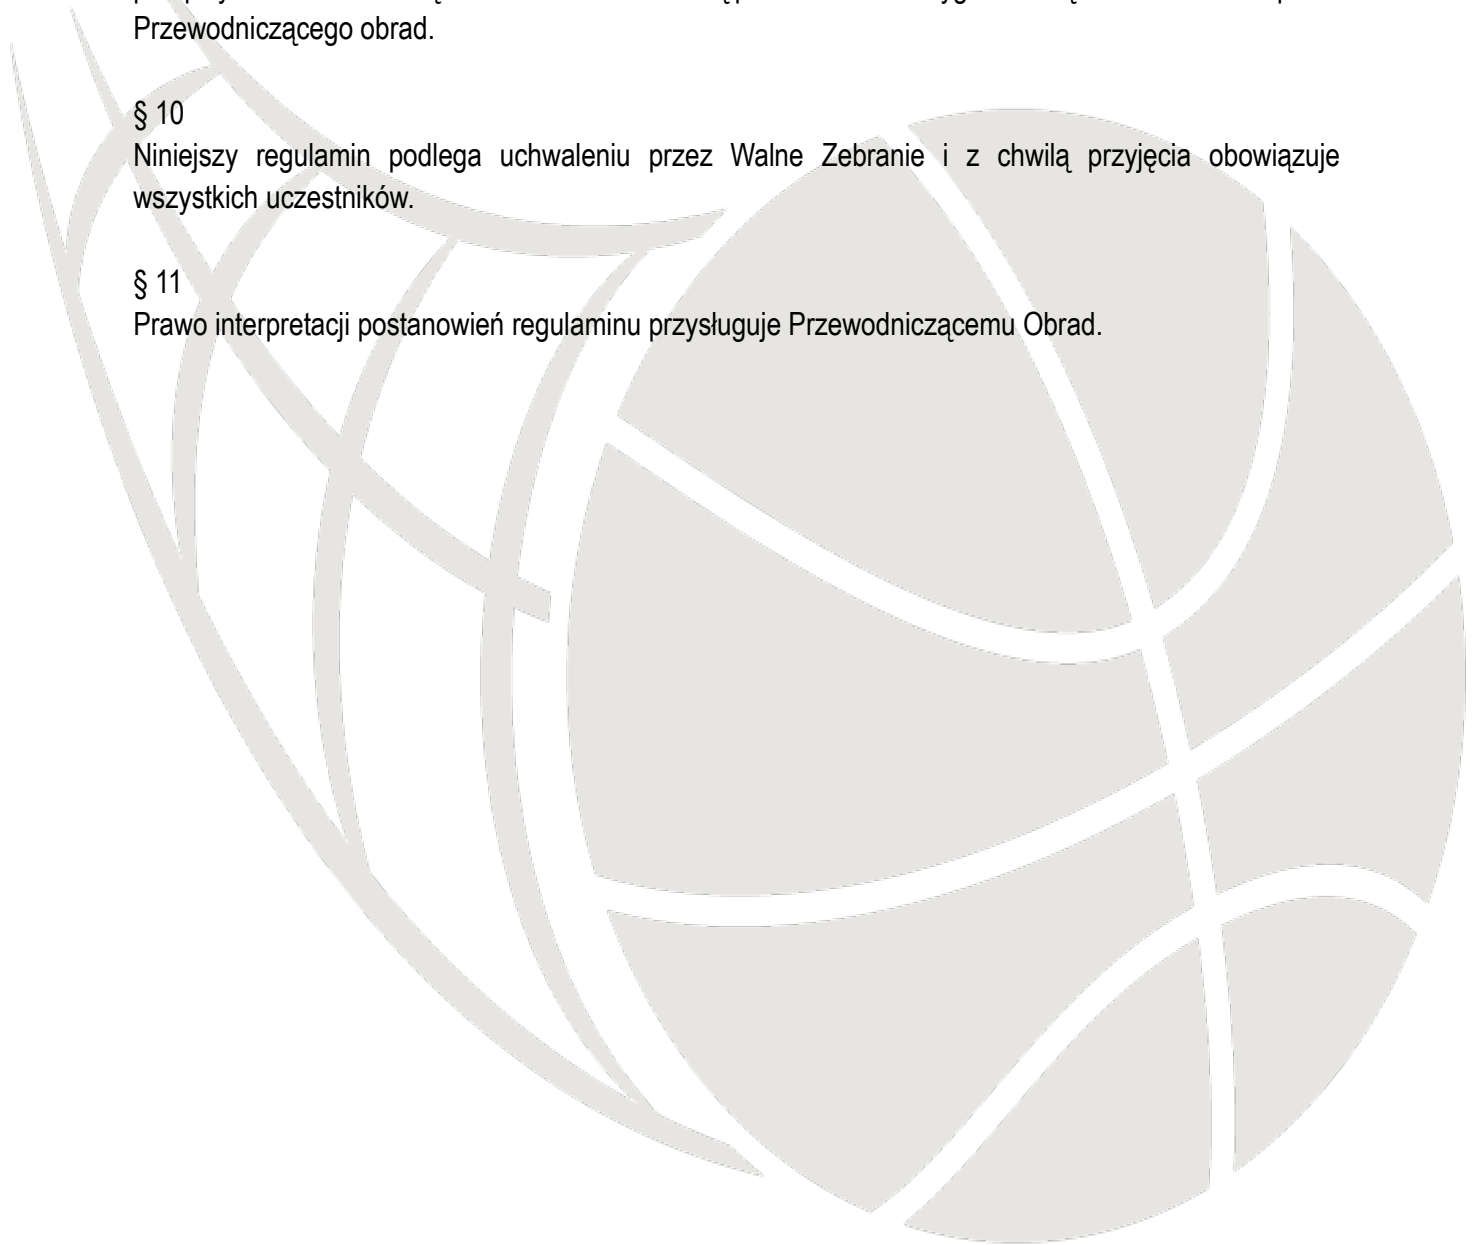 Przewodniczącego obrad.
§ 10
Niniejszy regulamin podlega uchwaleniu przez Walne Zebranie i z chwilą przyjęcia obowiązuje
wszystkich uczestników.
§ 11
Prawo interpretacji postanowień regulaminu przysługuje Przewodniczącemu Obrad.